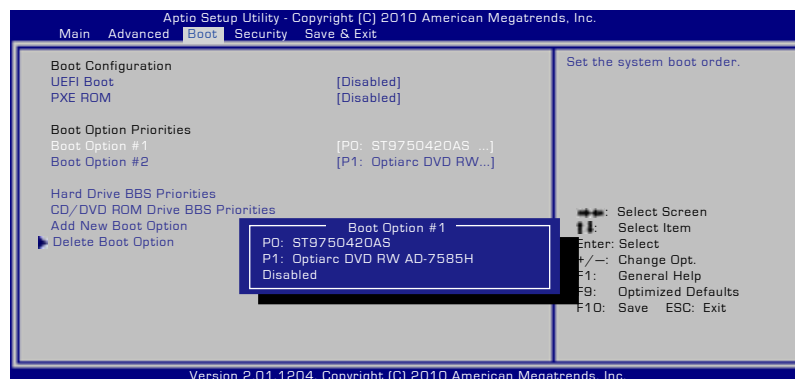 Aptio Setup Utility - Copyright (C) 2010 American Megatrends, Inc.
Main Advanced Boot Security Save & Exit
Boot Configuration
UEFI Boot [Disabled]
PXE ROM [Disabled]
Boot Option Priorities
Boot Option #1 [P0: ST9750420AS ...]
Boot Option #2 [P1: Optiarc DVD RW...]
Hard Drive BBS Priorities
CD/DVD ROM Drive BBS Priorities
Add New Boot Option
Delete Boot Option
Boot Option #1
P0: ST9750420AS
P1: Optiarc DVD RW AD-7585H
Disabled
Set the system boot order.
→←: Select Screen
↑↓: Select Item
Enter: Select
+/—: Change Opt.
F1: General Help
F9: Optimized Defaults
F10: Save ESC: Exit
Version 2.01.1204. Copyright (C) 2010 American Megatrends, Inc.